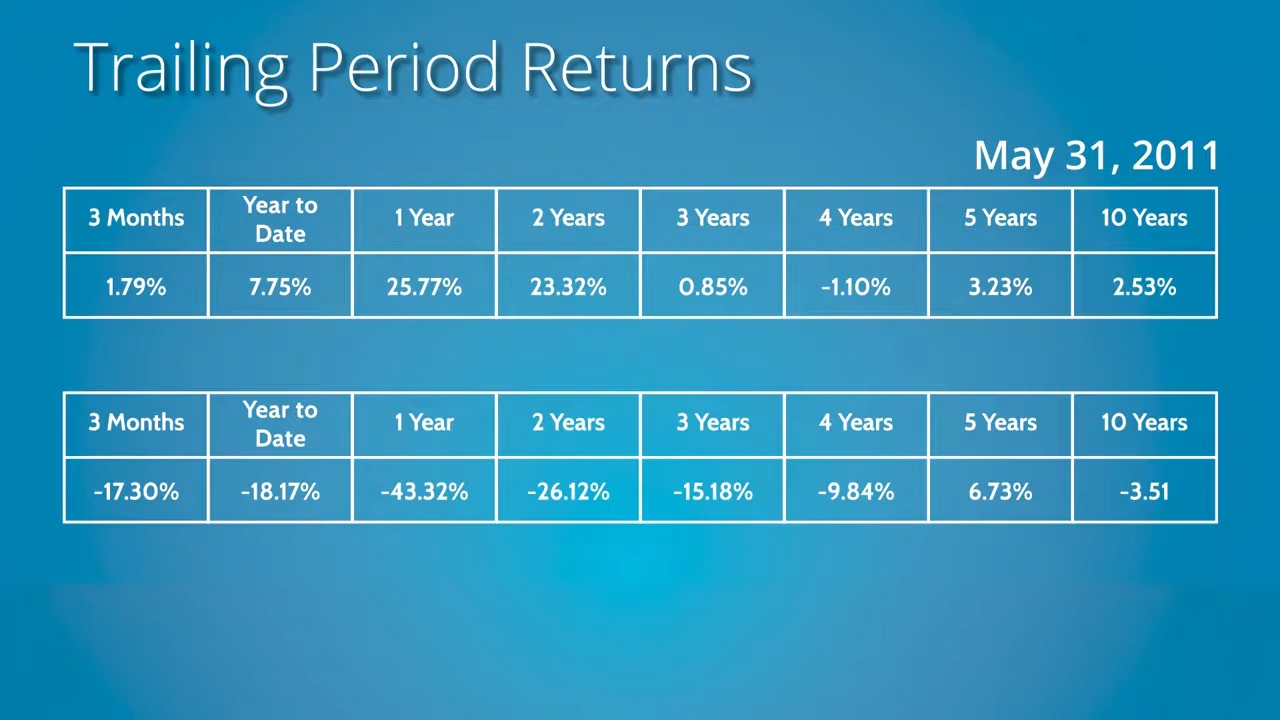 Trailing Period Returns
May 31, 2011
3 Months Year to Date 1 Year 2 Years 3 Years 4 Years 5 Years 10 Years
1.79% 7.75% 25.77% 23.32% 0.85% -1.10% 3.23% 2.53%
3 Months Year to Date 1 Year 2 Years 3 Years 4 Years 5 Years 10 Years
-17.30% -18.17% -43.32% -26.12% -15.18% -9.84% 6.73% -3.51